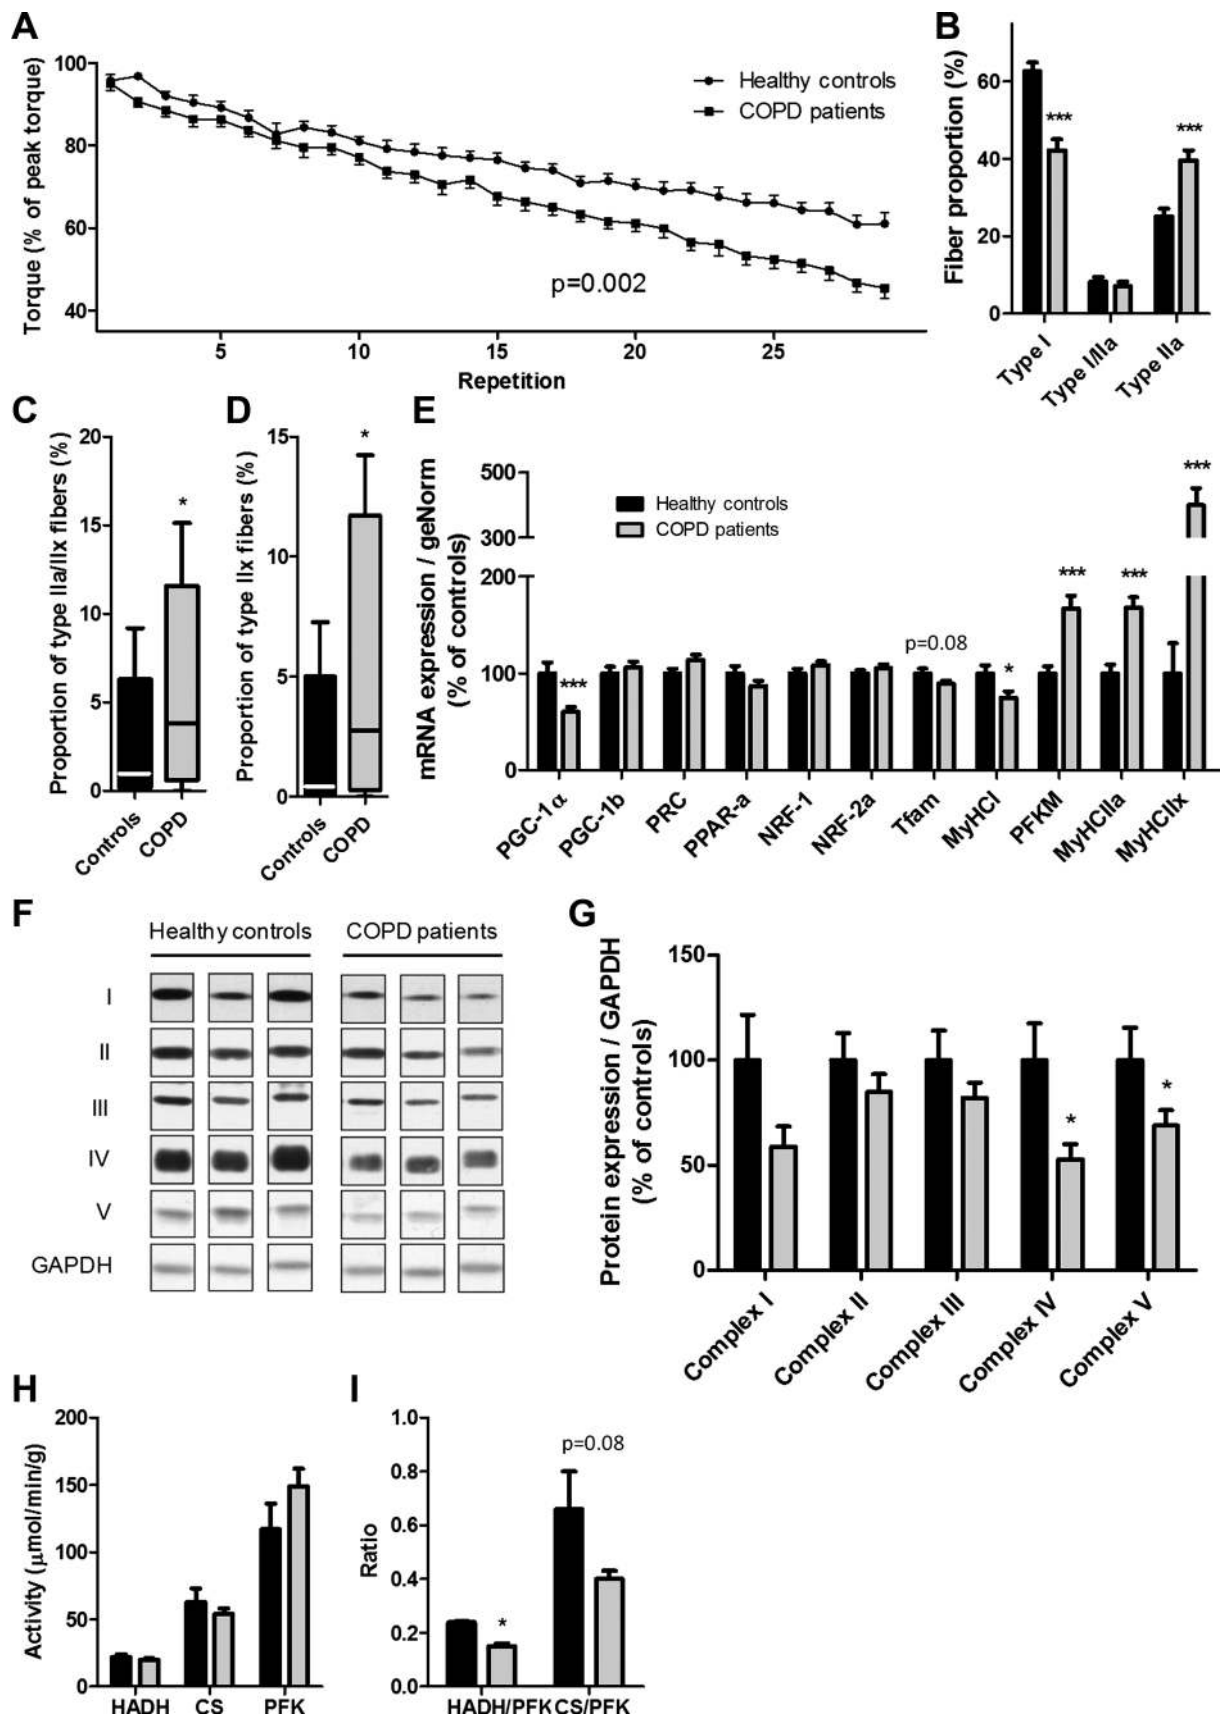 A
Torque (% of peak torque)
100
80
60
40
Healthy controls
COPD patients
p=0.002
5
10
15
20
25
Repetition
B
Fiber proportion (%)
60
40
20
0
***
***
Type I
Type I/IIa
Type IIa
C
Proportion of type IIa/IIx fibers (%)
20
15
10
5
0
*
Controls
COPD
D
Proportion of type IIx fibers (%)
15
10
5
0
*
Controls
COPD
E
mRNA expression / geNorm
(% of controls)
500
300
200
100
0
Healthy controls
COPD patients
***
p=0.08
*
***
***
***
PGC-1α
PGC-1b
PRC
PPAR-a
NRF-1
NRF-2a
Tfam
MyHCI
PFKM
MyHCIIa
MyHCIIx
F
Healthy controls
COPD patients
I
II
III
IV
V
GAPDH
G
Protein expression / GAPDH
(% of controls)
150
100
50
0
*
*
Complex I
Complex II
Complex III
Complex IV
Complex V
H
Activity (μmol/min/g)
200
150
100
50
0
HADH
CS
PFK
I
Ratio
1.0
0.8
0.6
0.4
0.2
0.0
p=0.08
*
HADH/PFK
CS/PFK